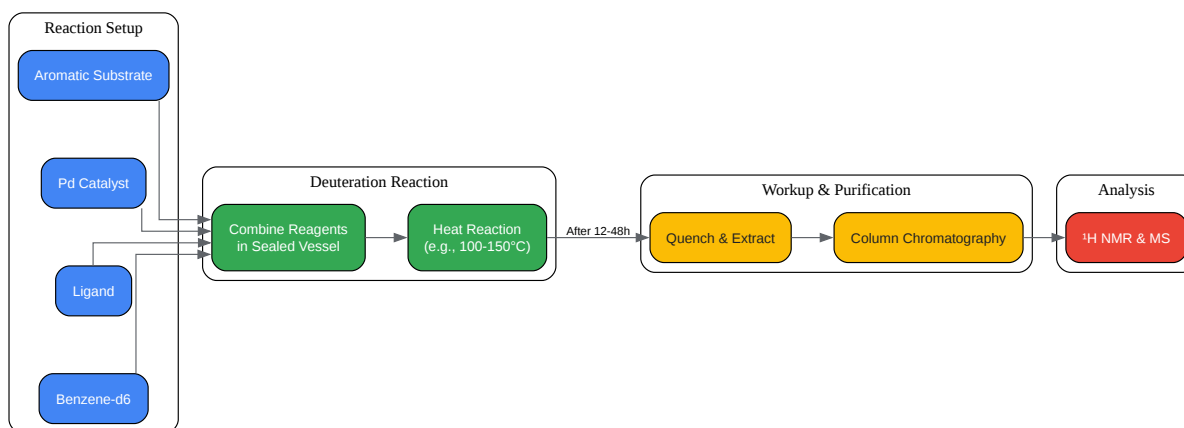 Reaction Setup
Aromatic Substrate
Pd Catalyst
Ligand
Benzene-d6
Deuteration Reaction
Combine Reagents
in Sealed Vessel
Heat Reaction
(e.g., 100-150°C)
After 12-48h
Workup & Purification
Quench & Extract
Column Chromatography
Analysis
¹H NMR & MS